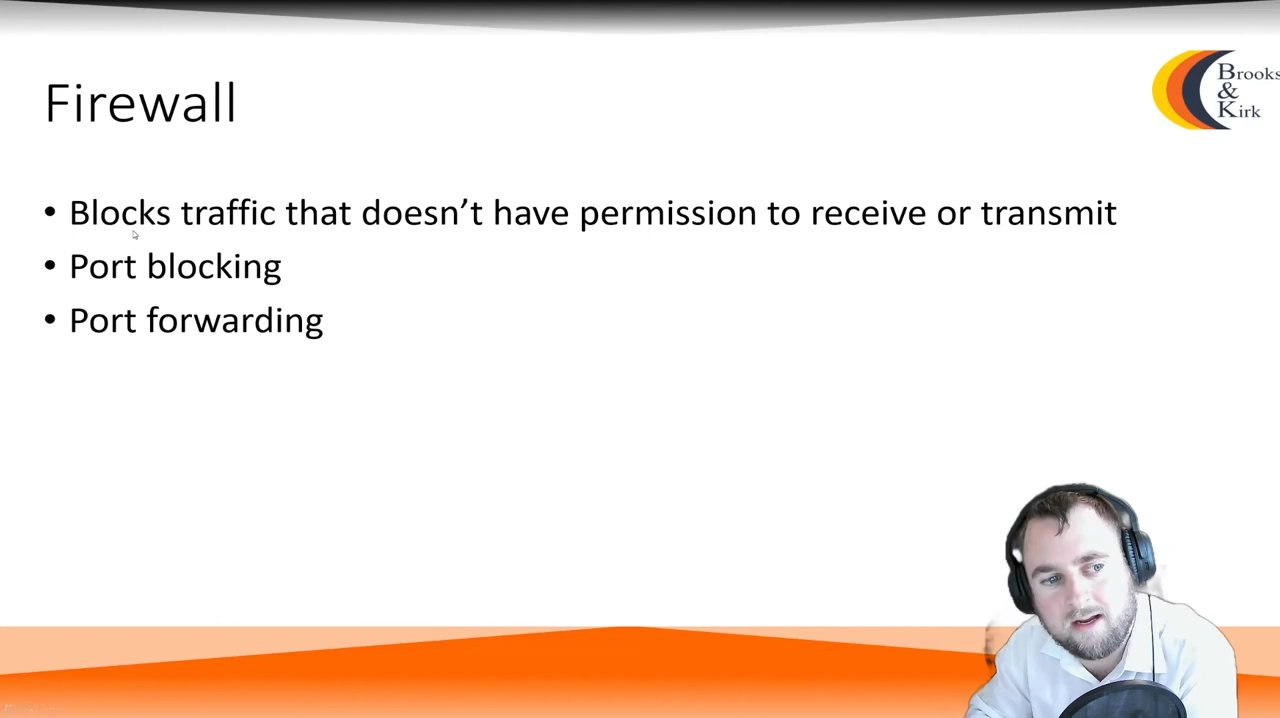 Firewall
Brooks
&
Kirk
• Blocks traffic that doesn’t have permission to receive or transmit
• Port blocking
• Port forwarding